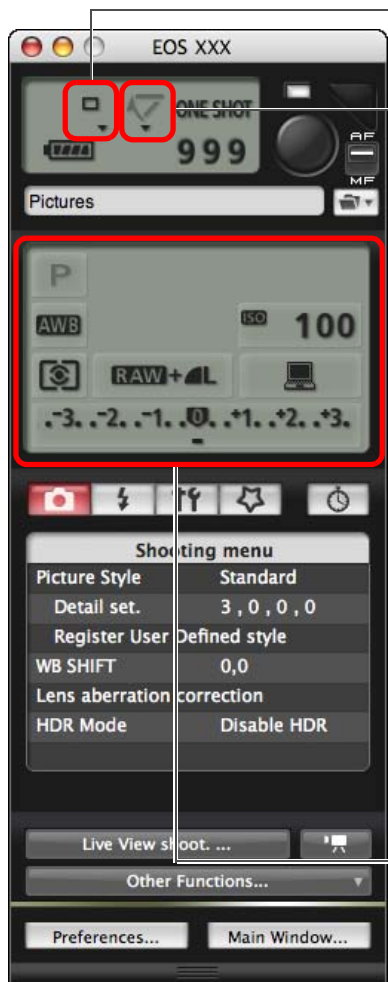 EOS XXX
ONE SHOT
AF
999
MF
Pictures
P
AWB
ISO 100
RAW+L
.-3. .-2. .-1. .0. .+1. .+2. .+3.
Shooting menu
Picture Style Standard
Detail set. 3 , 0 , 0 , 0
Register User Defined style
WB SHIFT 0,0
Lens aberration correction
HDR Mode Disable HDR
Live View shoot. ...
Other Functions...
Preferences... Main Window...